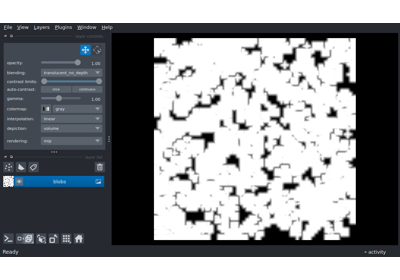 File View Layers Plugins Window Help
opacity: 1.00
blending: translucent_no_depth
contrast limits:
auto-contrast: once continuous
gamma: 1.00
colormap: gray
interpolation: linear
depiction: volume
rendering: mip
blobs
Ready
activity